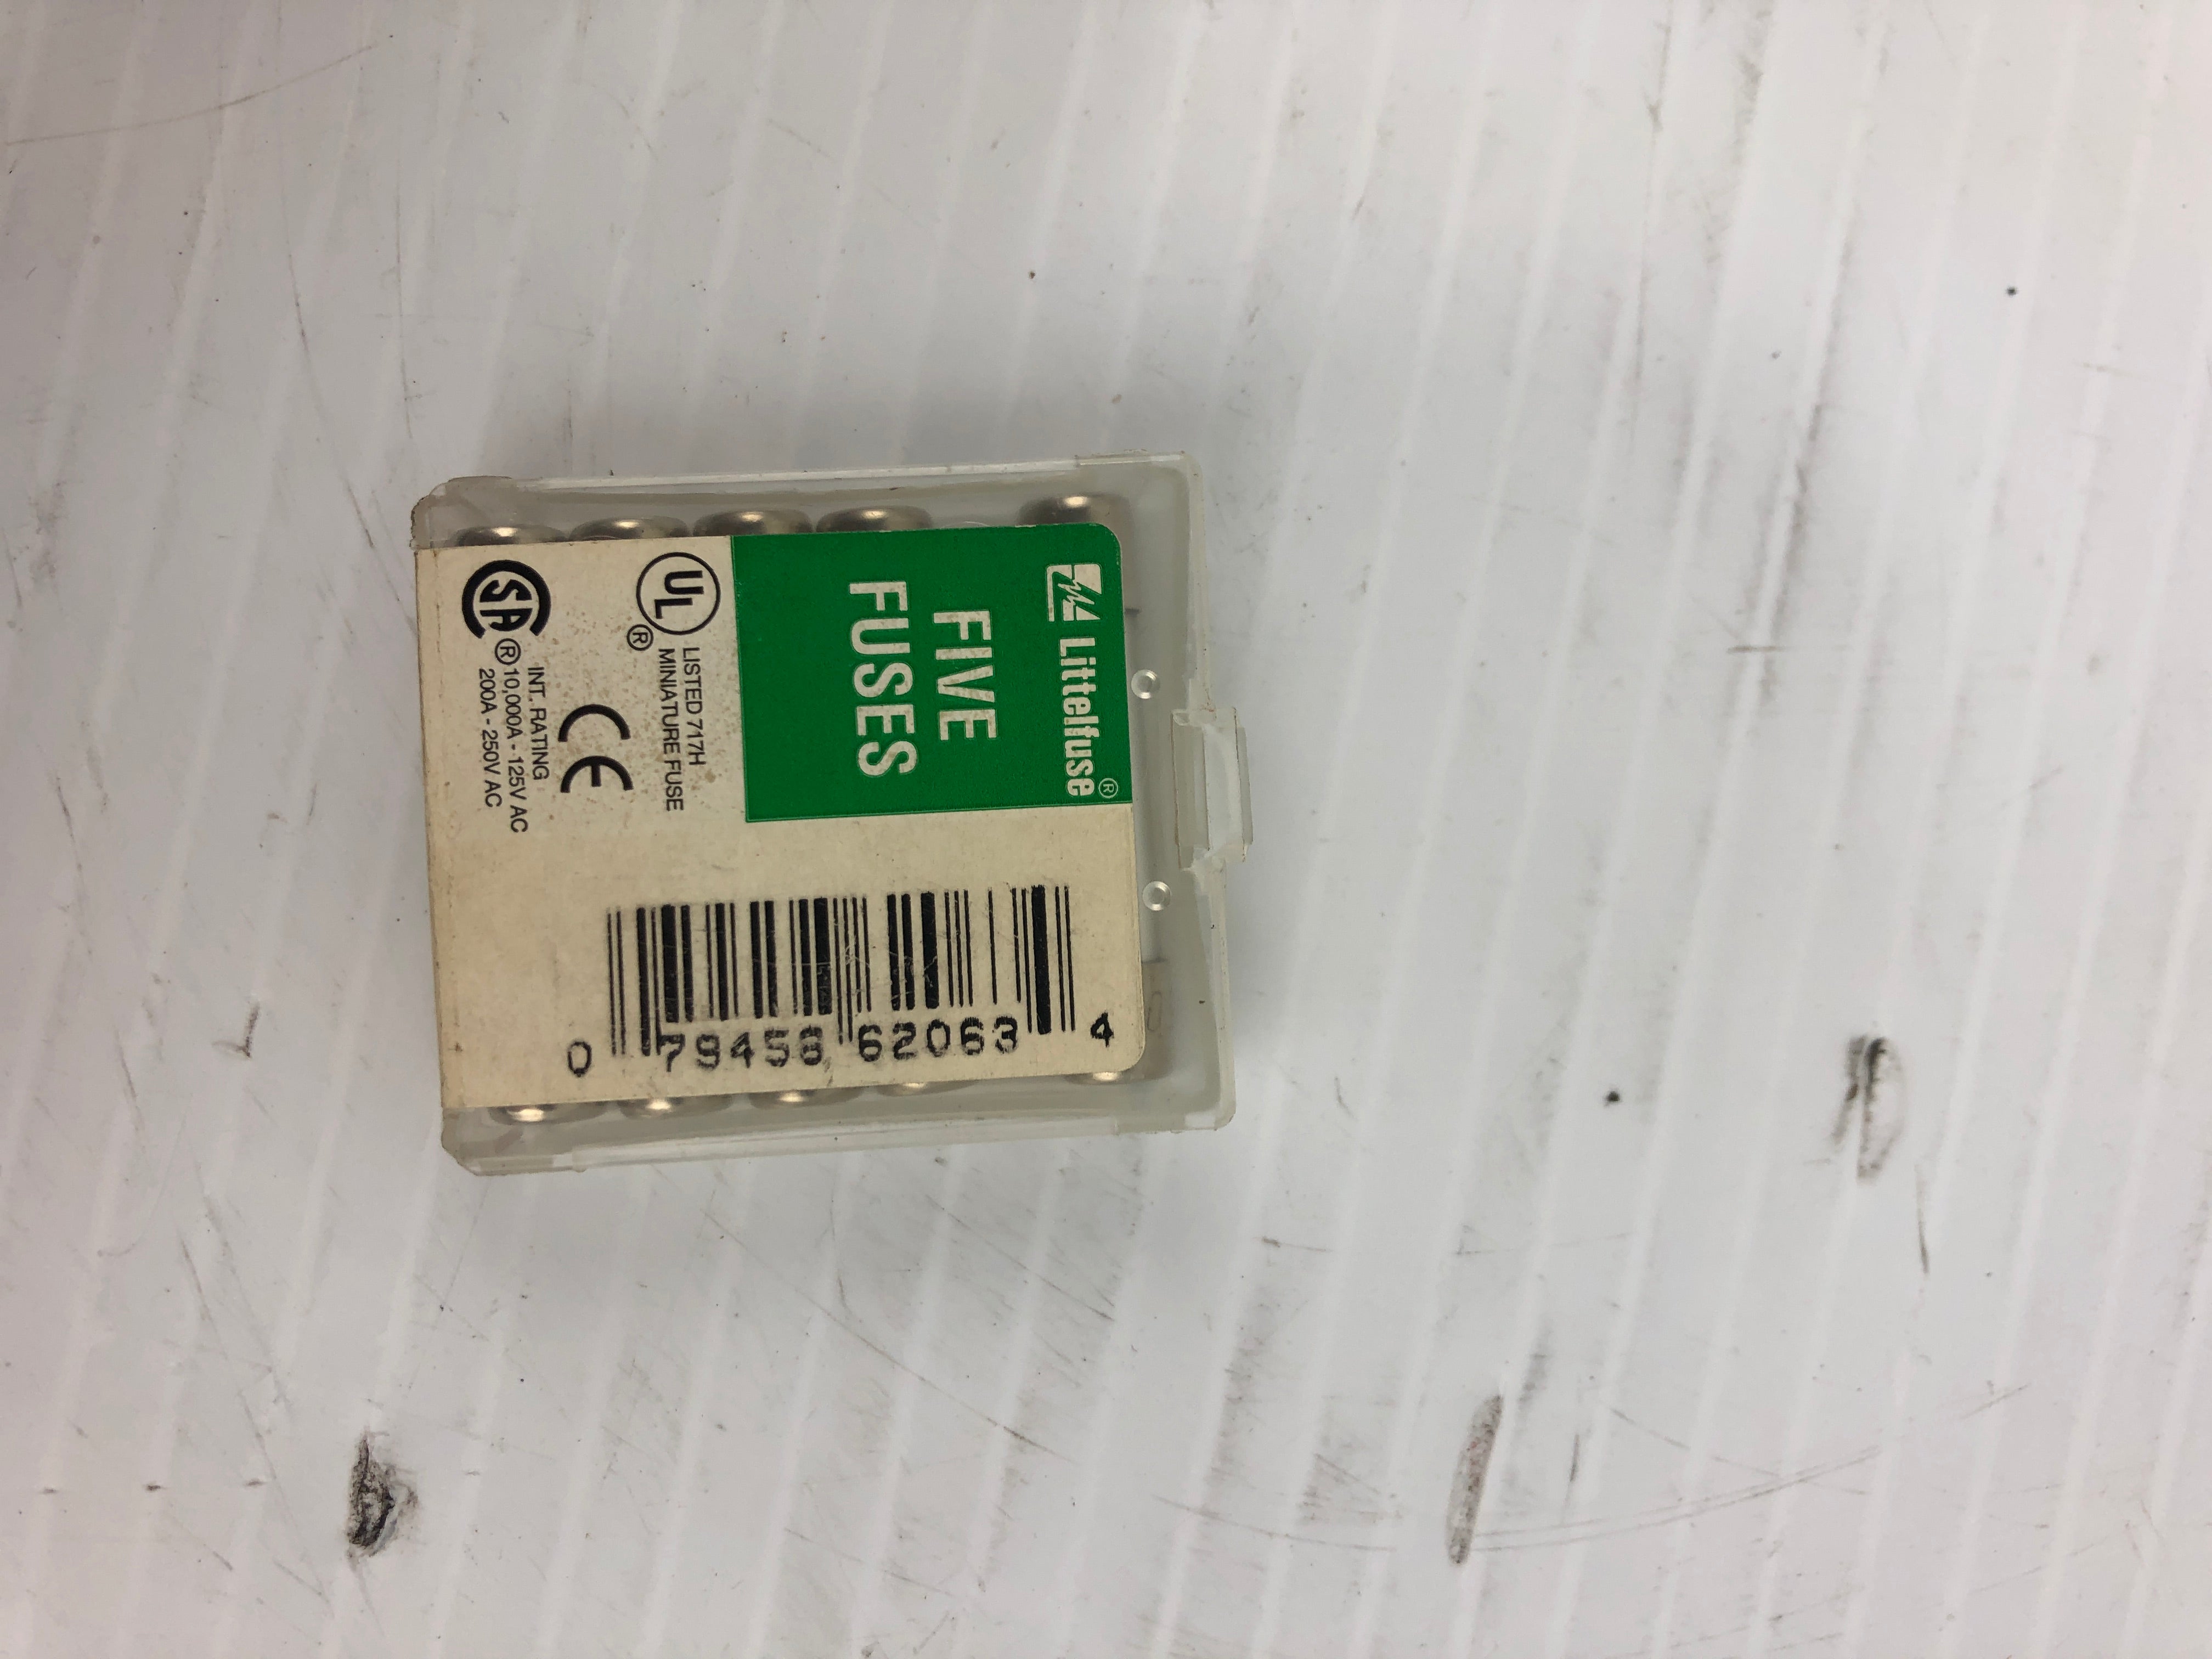 Littelfuse®
FIVE
FUSES
UL® LISTED 717H
MINIATURE FUSE
CE
INT. RATING
SA® 10,000A - 125V AC
200A - 250V AC
0 79458 62063 4